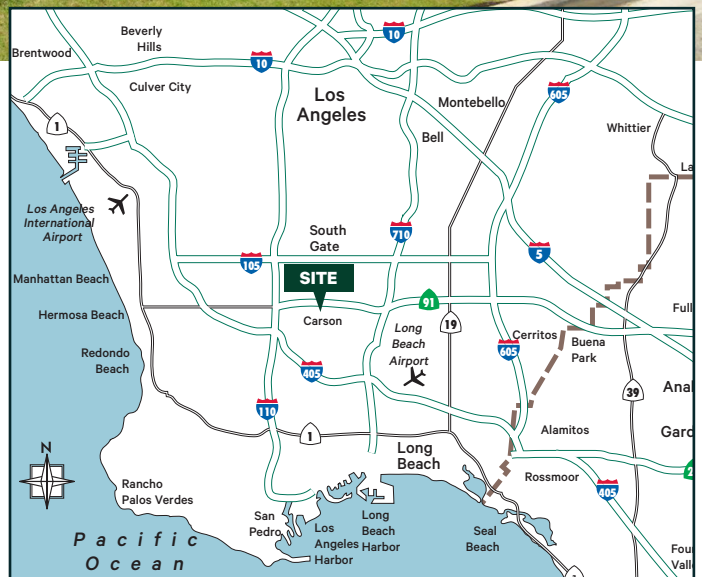 Beverly
Hills
Brentwood
10
10
Culver City
605
Los
Angeles
Montebello
1
Bell
Whittier
Los Angeles
International
Airport
South
Gate
710
5
105
SITE
Manhattan Beach
91
Hermosa Beach
Carson
19
Long
Beach
Airport
Cerritos
Buena
Park
605
Redondo
Beach
405
39
110
1
Alamitos
Long
Beach
N
Rossmoor
405
Rancho
Palos Verdes
San
Pedro
Los
Angeles
Harbor
Long
Beach
Harbor
Seal
Beach
Pacific
Ocean
1